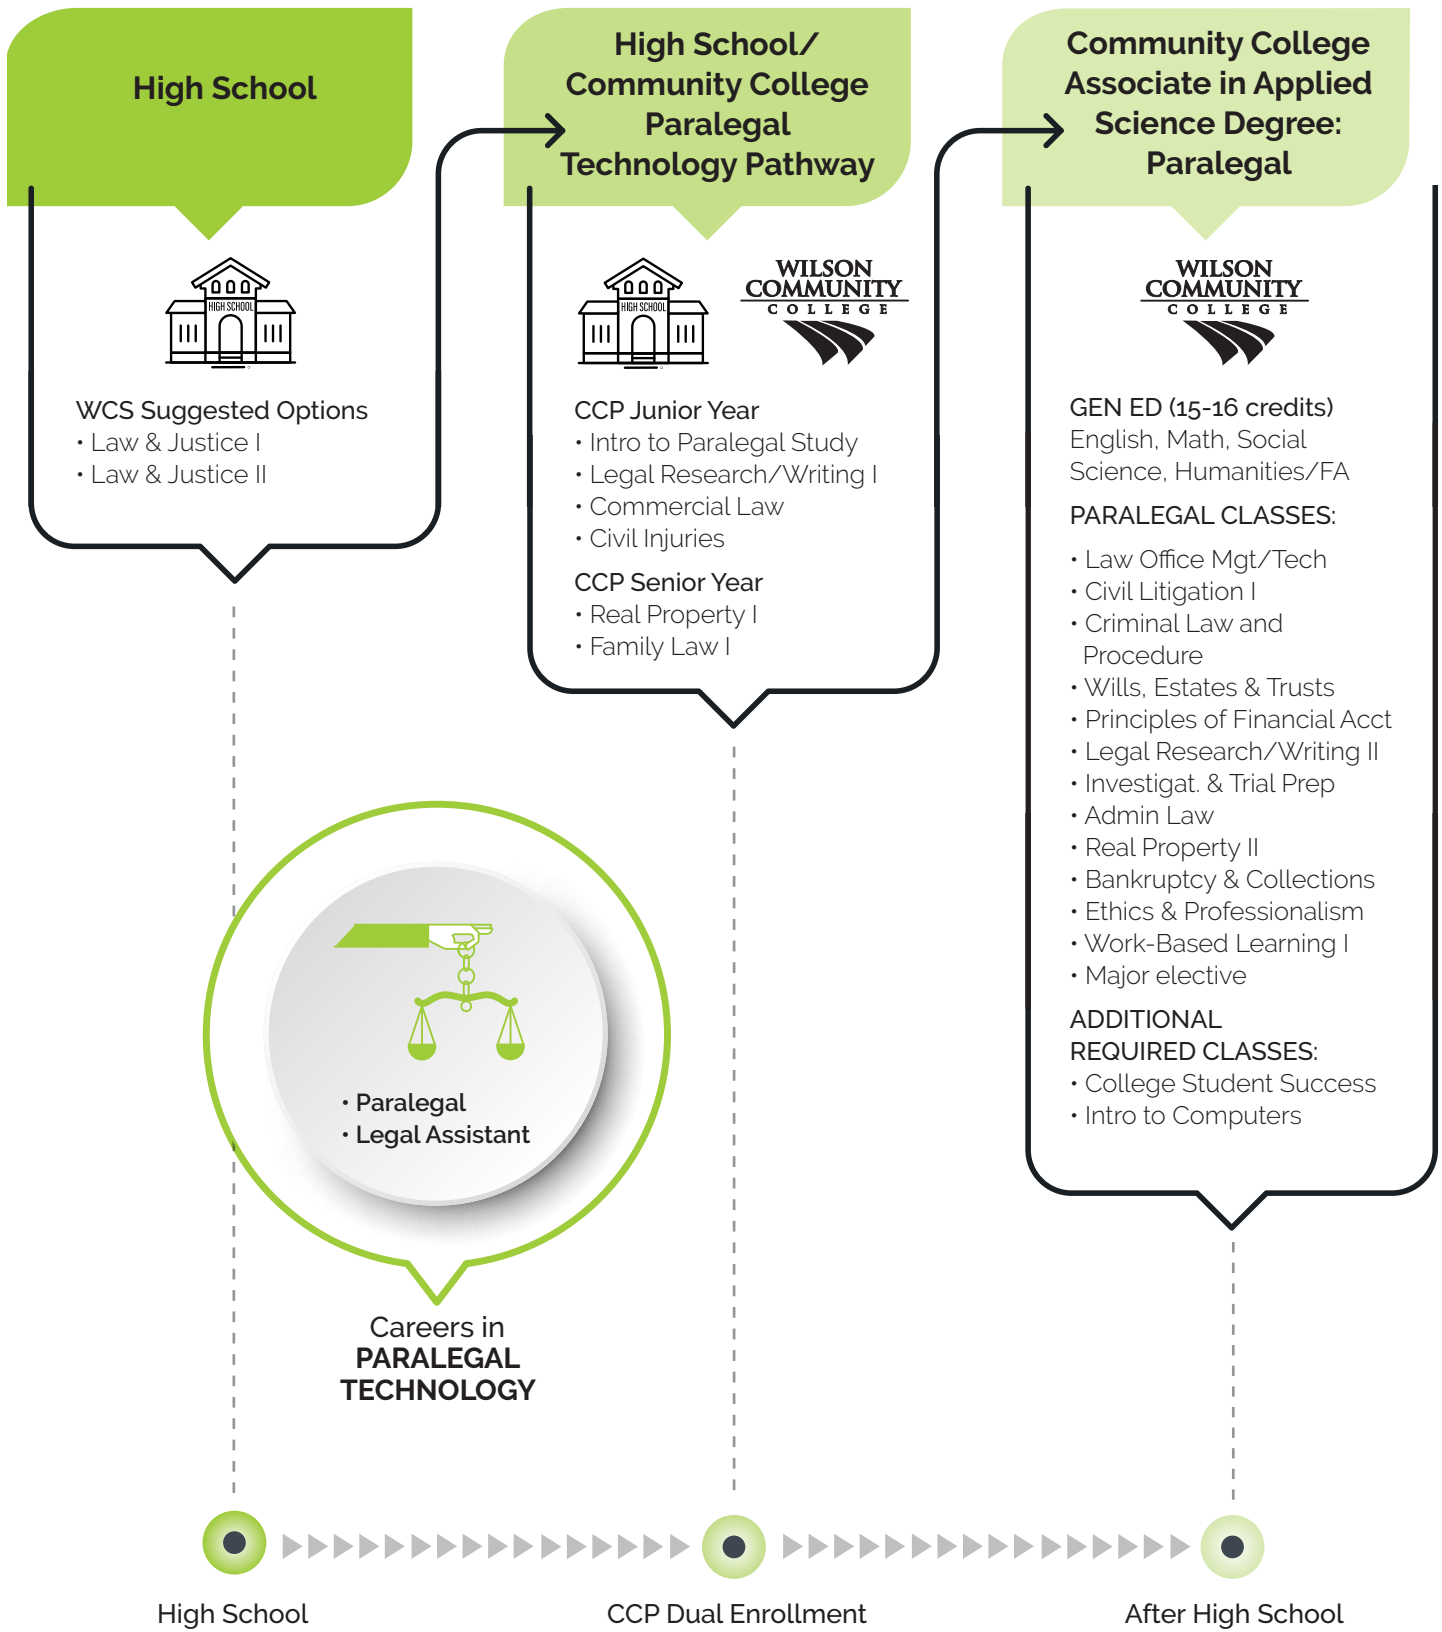 High School
HIGH SCHOOL
WCS Suggested Options
• Law & Justice I
• Law & Justice II
High School/
Community College
Paralegal
Technology Pathway
HIGH SCHOOL
WILSON
COMMUNITY
COLLEGE
CCP Junior Year
• Intro to Paralegal Study
• Legal Research/Writing I
• Commercial Law
• Civil Injuries
CCP Senior Year
• Real Property I
• Family Law I
Community College
Associate in Applied
Science Degree:
Paralegal
WILSON
COMMUNITY
COLLEGE
GEN ED (15-16 credits)
English, Math, Social
Science, Humanities/FA
PARALEGAL CLASSES:
• Law Office Mgt/Tech
• Civil Litigation I
• Criminal Law and
Procedure
• Wills, Estates & Trusts
• Principles of Financial Acct
• Legal Research/Writing II
• Investigat. & Trial Prep
• Admin Law
• Real Property II
• Bankruptcy & Collections
• Ethics & Professionalism
• Work-Based Learning I
• Major elective
ADDITIONAL
REQUIRED CLASSES:
• College Student Success
• Intro to Computers
• Paralegal
• Legal Assistant
Careers in
PARALEGAL
TECHNOLOGY
High School
CCP Dual Enrollment
After High School